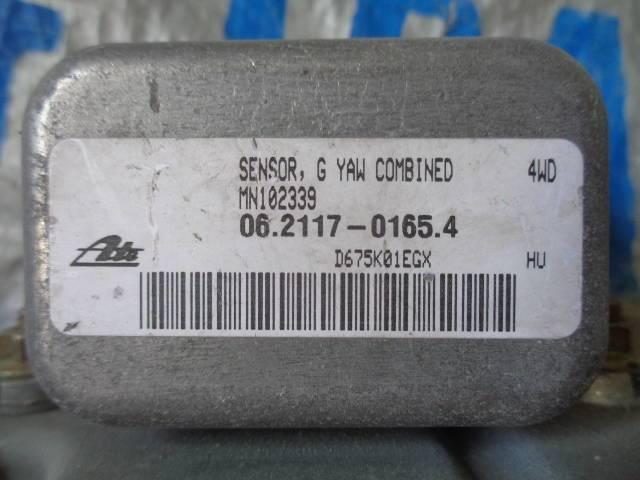 SENSOR, G YAW COMBINED 4WD
MN102339
06.2117-0165.4
Ate D675K01EGX HU